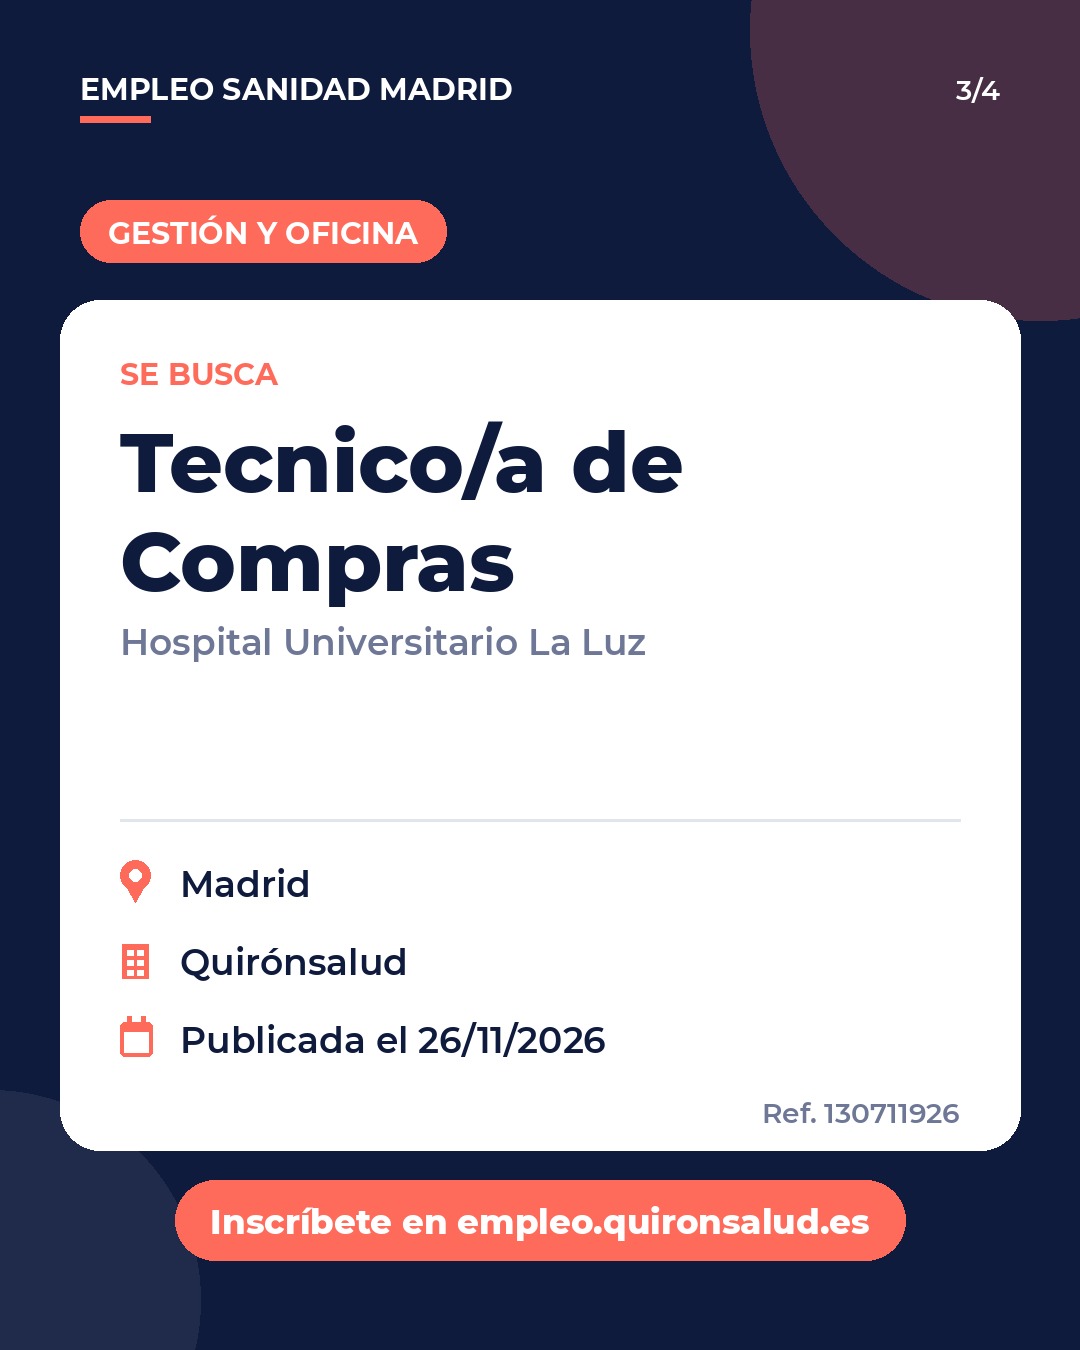 EMPLEO SANIDAD MADRID
3/4
GESTIÓN Y OFICINA
SE BUSCA
Tecnico/a de
Compras
Hospital Universitario La Luz
Madrid
Quirónsalud
Publicada el 26/11/2026
Ref. 130711926
Inscríbete en empleo.quironsalud.es